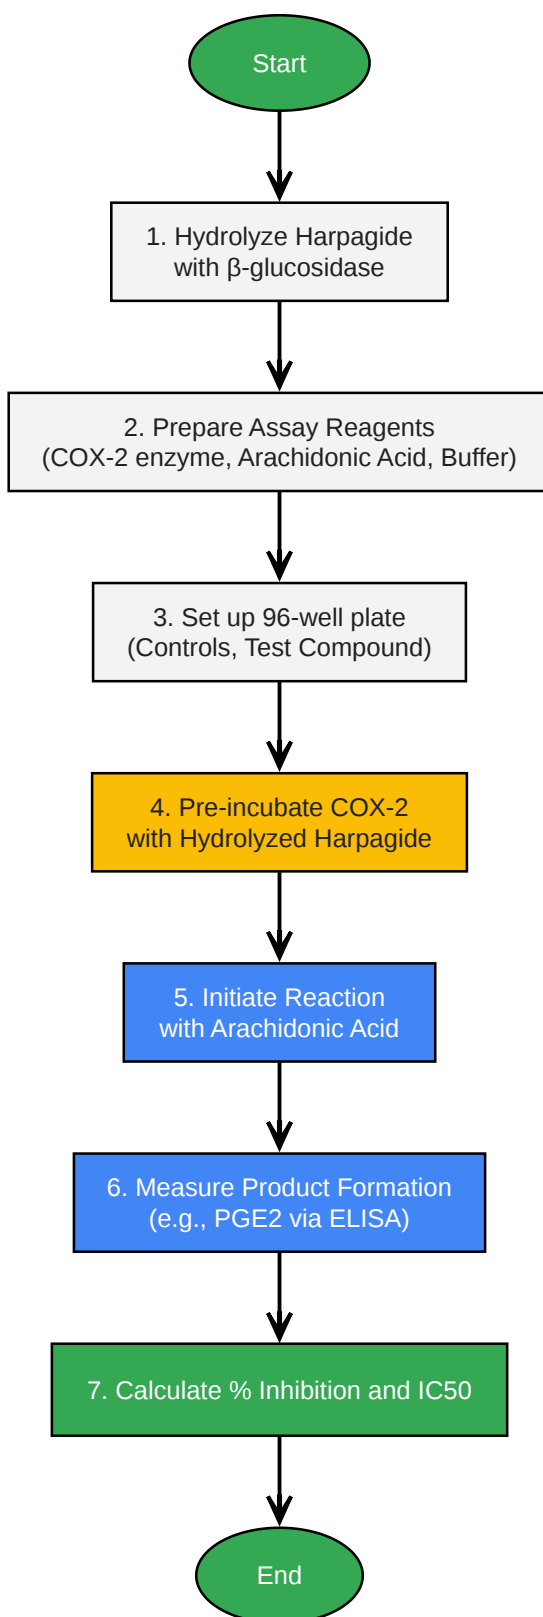 Start
1. Hydrolyze Harpagide
with β-glucosidase
2. Prepare Assay Reagents
(COX-2 enzyme, Arachidonic Acid, Buffer)
3. Set up 96-well plate
(Controls, Test Compound)
4. Pre-incubate COX-2
with Hydrolyzed Harpagide
5. Initiate Reaction
with Arachidonic Acid
6. Measure Product Formation
(e.g., PGE2 via ELISA)
7. Calculate % Inhibition and IC50
End